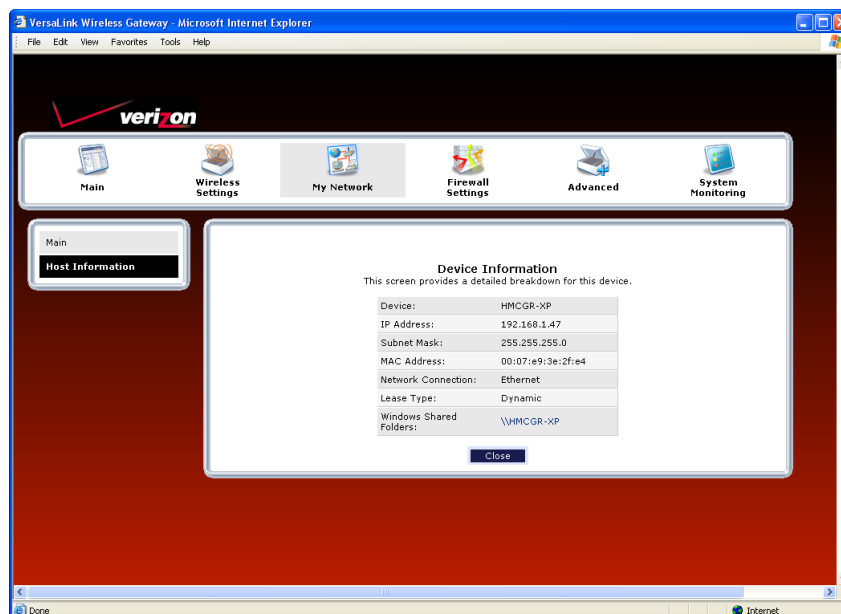 VersaLink Wireless Gateway - Microsoft Internet Explorer
File Edit View Favorites Tools Help
verizon
Main
Wireless
Settings
My Network
Firewall
Settings
Advanced
System
Monitoring
Main
Host Information
Device Information
This screen provides a detailed breakdown for this device.
Device: HMCGR-XP
IP Address: 192.168.1.47
Subnet Mask: 255.255.255.0
MAC Address: 00:07:e9:3e:2f:e4
Network Connection: Ethernet
Lease Type: Dynamic
Windows Shared
Folders: \\HMCGR-XP
Close
Done Internet